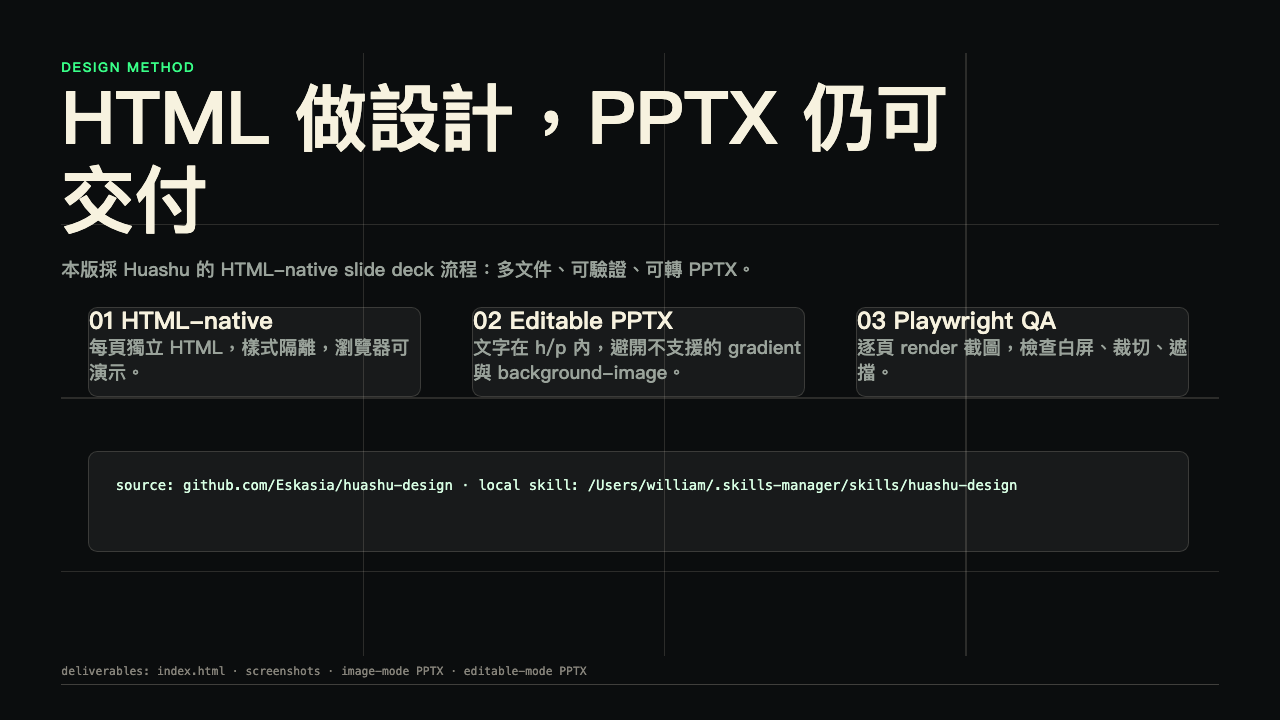 DESIGN METHOD
HTML 做設計，PPTX 仍可
交付
本版採 Huashu 的 HTML-native slide deck 流程：多文件、可驗證、可轉 PPTX。
01 HTML-native
每頁獨立 HTML，樣式隔離，瀏覽器可
演示。
02 Editable PPTX
文字在 h/p 內，避開不支援的 gradient
與 background-image。
03 Playwright QA
逐頁 render 截圖，檢查白屏、裁切、遮
擋。
source: github.com/Eskasia/huashu-design · local skill: /Users/william/.skills-manager/skills/huashu-design
deliverables: index.html · screenshots · image-mode PPTX · editable-mode PPTX